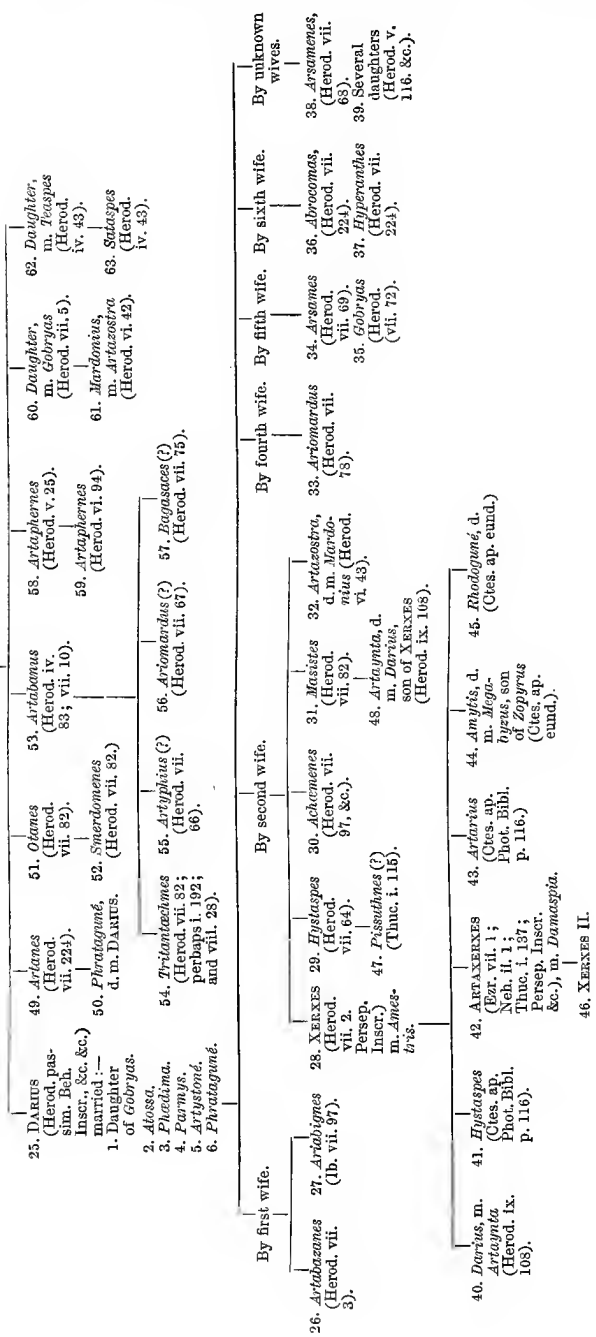 25. DARIUS
(Herod. pas-
sim. Beh.
Inscr., &c. &c.)
married :—
1. Daughter
of Gobryas.
2. Atossa.
3. Phædima.
4. Parmys.
5. Artystoné.
6. Phrataguné.
49. Artanes
(Herod.
vii. 224).
50. Phrataguné,
d. m. DARIUS.
51. Otanes
(Herod.
vii. 82).
52. Smerdomenes
(Herod. vii. 82.)
53. Artabamus
(Herod. iv.
83; vii. 10).
58. Artaphernes
(Herod. v. 25).
59. Artaphernes
(Herod. vi. 94).
60. Daughter,
m. Gobryas
(Herod. vii. 5).
61. Mardonius,
m. Artazostra
(Herod. vi. 42).
62. Daughter,
m. Teaspes
(Herod.
iv. 43).
63. Sataspes
(Herod.
iv. 43).
54. Tritantæchmes
(Herod. vii. 82;
perhaps i. 192;
and viii. 28).
55. Artyphius (?)
(Herod. vii.
66).
56. Ariomardus (?)
(Herod. vii. 67).
57. Bagasaces (?)
(Herod. vii. 75).
By first wife.
By second wife.
By fourth wife.
By fifth wife.
By sixth wife.
By unknown
wives.
26. Artabazanes
(Herod. vii.
3).
27. Ariabignes
(Ib. vii. 97).
28. XERXES
(Herod.
vii. 2.
Persep.
Inscr.)
m. Ames-
tris.
29. Hystaspes
(Herod.
vii. 64).
47. Pissuthnes (?)
(Thuc. i. 115).
30. Achæmenes
(Herod. vii.
97, &c.).
31. Masistes
(Herod.
vii. 82).
48. Artaynta, d.
m. Darius,
son of XERXES
(Herod. ix. 108).
32. Artazostra,
d. m. Mardo-
nius (Herod.
vi. 43).
33. Ariomardus
(Herod. vii.
78).
34. Arsames
(Herod.
vii. 69).
35. Gobryas
(Herod.
(vii. 72).
36. Abrocomas,
(Herod. vii.
224).
37. Hyperanthes
(Herod. vii.
224).
38. Arsamenes,
(Herod. vii.
68).
39. Several
daughters
(Herod. v.
116. &c.).
40. Darius, m.
Artaynta
(Herod. ix.
108).
41. Hystaspes
(Ctes. ap.
Phot. Bibl.
p. 116).
42. ARTAXERXES
(Ezr. vii. 1;
Neh. ii. 1;
Thuc. i. 137;
Persep. Inscr.
&c.), m. Damaspia.
46. XERXES II.
43. Artarius
(Ctes. ap.
Phot. Bibl.
p. 116.)
44. Amytis, d.
m. Mega-
byzus, son
of Zopyrus
(Ctes. ap.
eund.).
45. Rhodoguné, d.
(Ctes. ap. eund.)